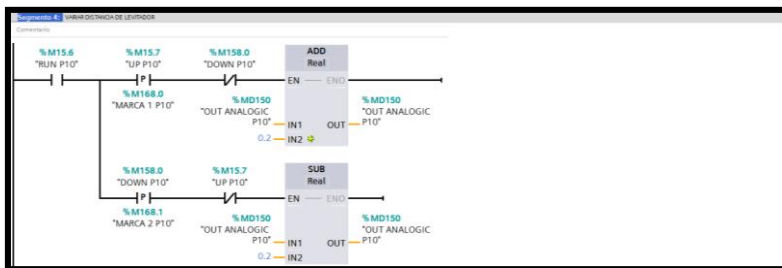 Segmento 4: VARIAR DISTANCIA DE LEVITADOR
Comentario
%M15.6 %M15.7 %M158.0 ADD
"RUN P10" "UP P10" "DOWN P10" Real
P EN ENO
%M168.0
"MARCA 1 P10" %MD150 %MD150
"OUT ANALOGIC "OUT ANALOGIC
P10" IN1 OUT P10"
0.2 IN2
%M158.0 %M15.7 SUB
"DOWN P10" "UP P10" Real
P EN ENO
%M168.1
"MARCA 2 P10" %MD150 %MD150
"OUT ANALOGIC "OUT ANALOGIC
P10" IN1 OUT P10"
0.2 IN2